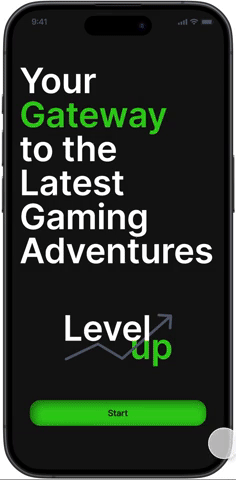 9:41
Your
Gateway
to the
Latest
Gaming
Adventures
Level
up
Start